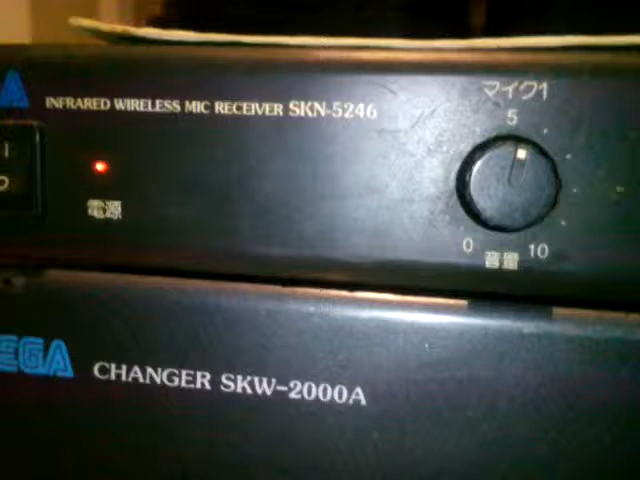 A
INFRARED WIRELESS MIC RECEIVER SKN-5246
マイク1
5
電源
0 音量 10
EGA
CHANGER SKW-2000A